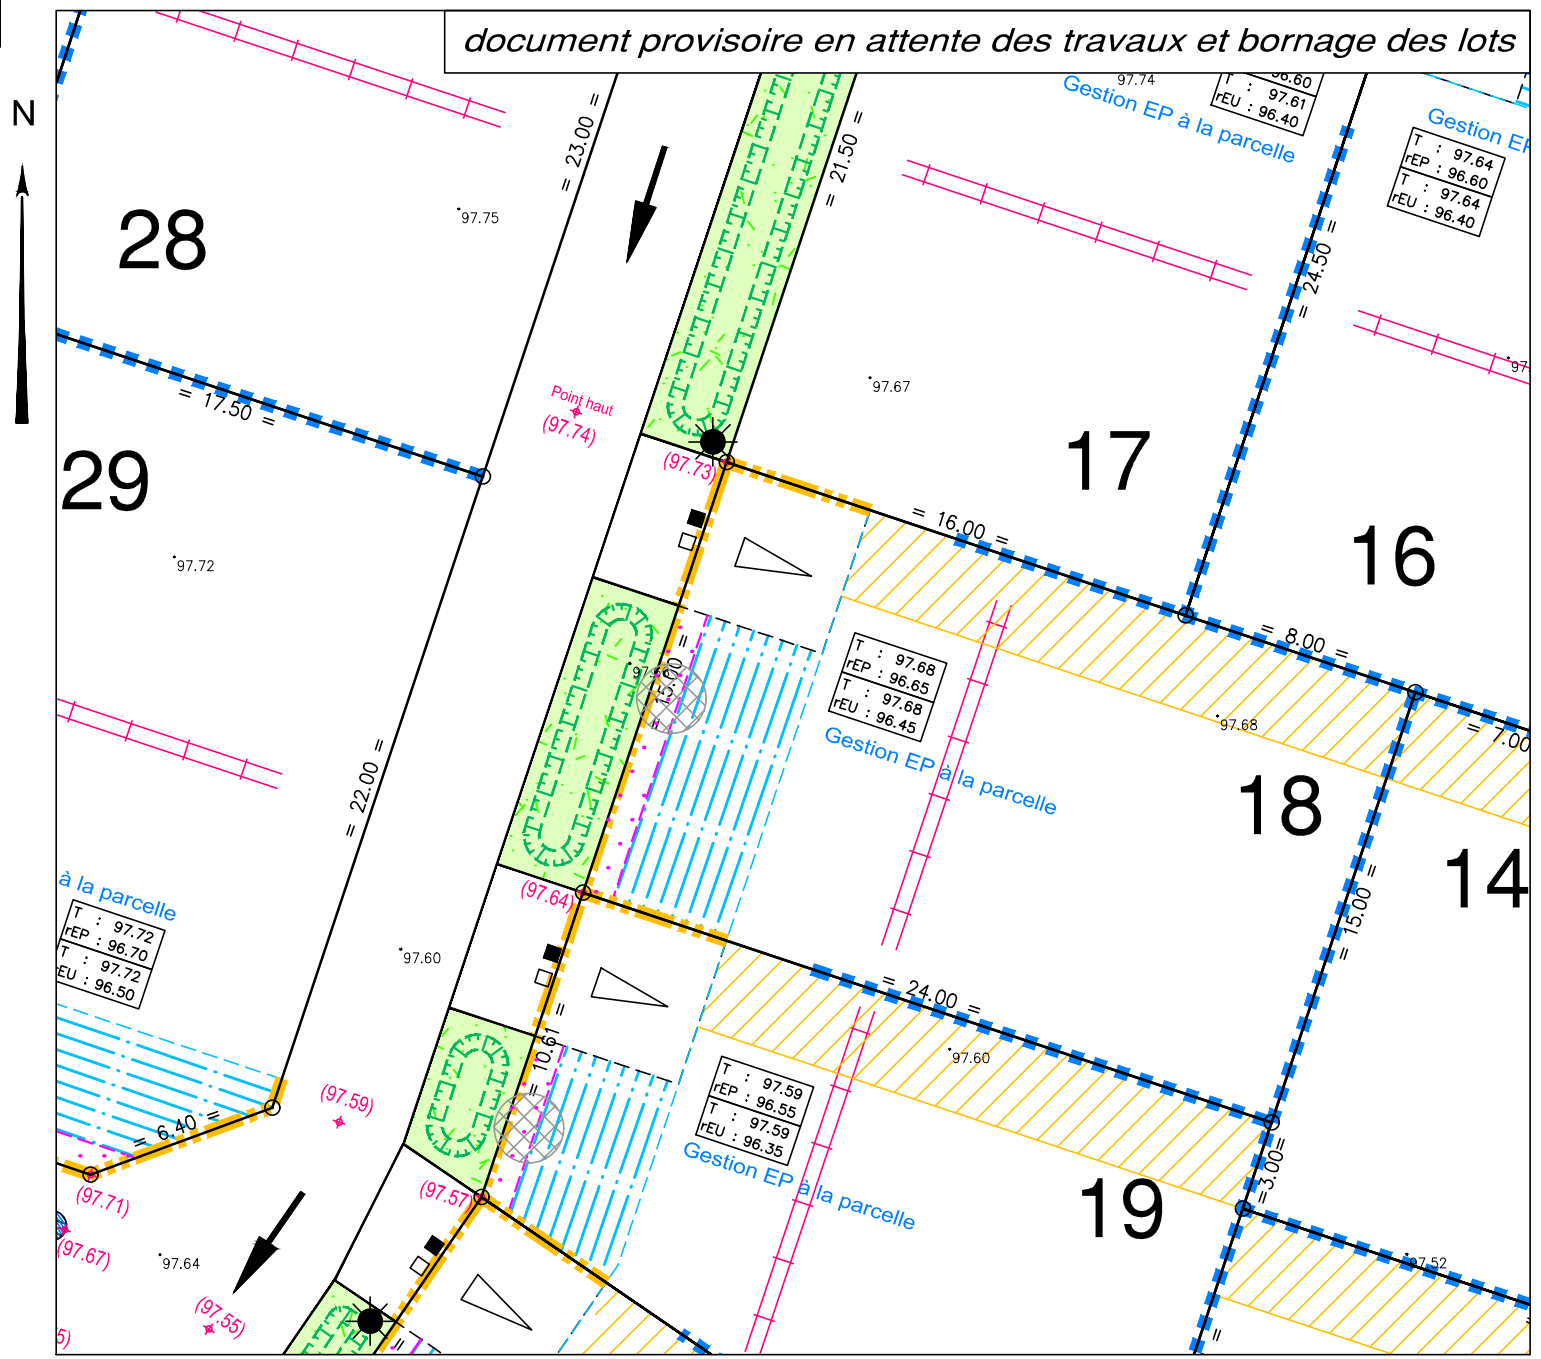 document provisoire en attente des travaux et bornage des lots
N
= 23.00 =
= 21.50 =
97.74
Gestion EP à la parcelle
T : 97.61
rEU : 96.40
T : 97.64
rEP : 96.60
T : 97.64
rEU : 96.40
28
97.75
= 24.50 =
= 17.50 =
Point haut
(97.74)
97.67
17
29
(97.73)
= 16.00 =
16
97.72
= 8.00 =
T : 97.68
rEP : 96.65
T : 97.68
rEU : 96.45
Gestion EP à la parcelle
97.68
= 7.00
= 22.00 =
18
14
à la parcelle
T : 97.72
rEP : 96.70
T : 97.72
rEU : 96.50
(97.64)
= 15.00 =
97.60
= 24.00 =
= 10.61 =
97.60
T : 97.59
rEP : 96.55
T : 97.59
rEU : 96.35
Gestion EP à la parcelle
(97.59)
= 6.40 =
=3.00=
(97.57)
(97.71)
19
(97.67)
97.64
97.52
(97.55)